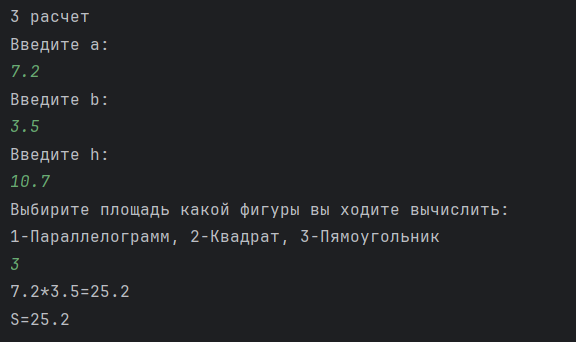 3 расчет
Введите a:
7.2
Введите b:
3.5
Введите h:
10.7
Выбирите площадь какой фигуры вы ходите вычислить:
1-Параллелограмм, 2-Квадрат, 3-Пямоугольник
3
7.2*3.5=25.2
S=25.2